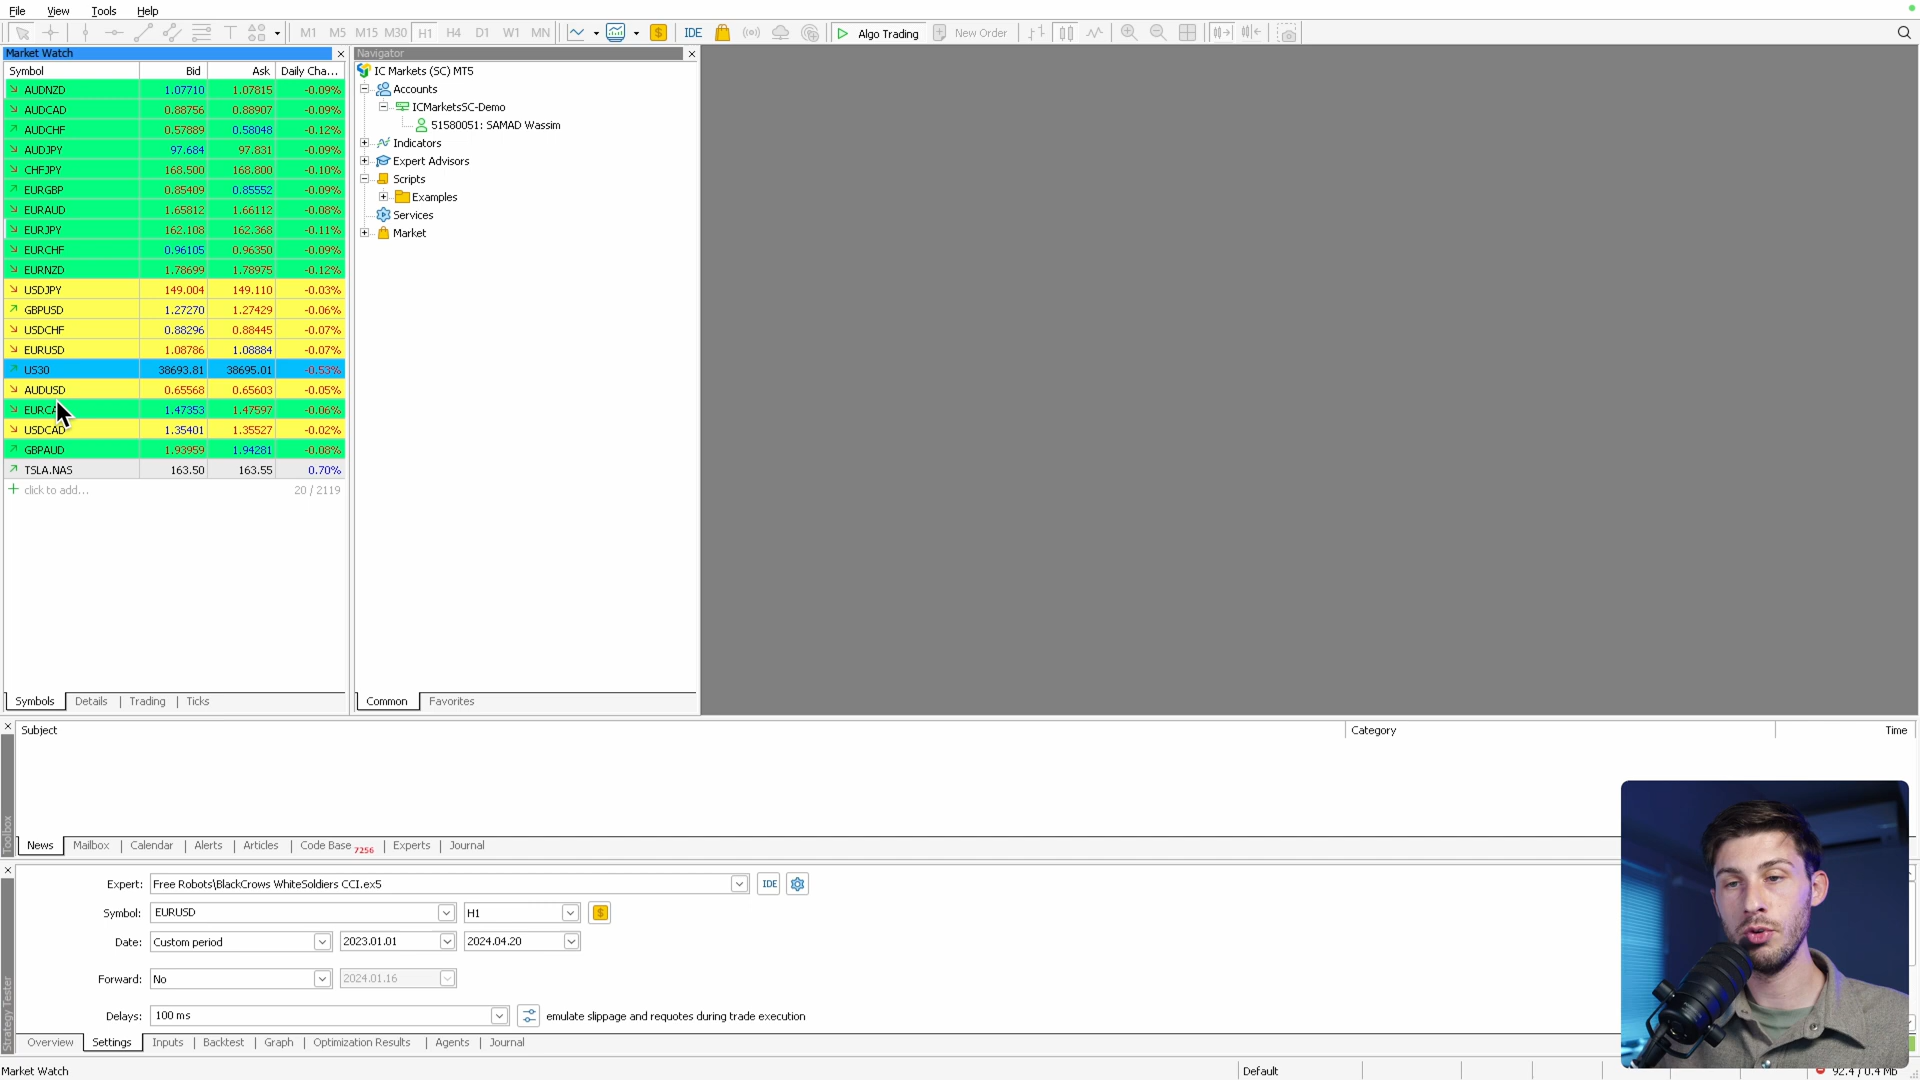 File View Tools Help
M1 M5 M15 M30 H1 H4 D1 W1 MN IDE Algo Trading New Order
Market Watch
Symbol Bid Ask Daily Cha...
AUDNZD 1.07710 1.07815 -0.09%
AUDCAD 0.88756 0.88907 -0.09%
AUDCHF 0.57889 0.58048 -0.12%
AUDJPY 97.684 97.831 -0.09%
CHFJPY 168.500 168.800 -0.10%
EURGBP 0.85409 0.85552 -0.09%
EURAUD 1.65812 1.66112 -0.08%
EURJPY 162.108 162.368 -0.11%
EURCHF 0.96105 0.96350 -0.09%
EURNZD 1.78699 1.78975 -0.12%
USDJPY 149.004 149.110 -0.03%
GBPUSD 1.27270 1.27429 -0.06%
USDCHF 0.88296 0.88445 -0.07%
EURUSD 1.08786 1.08884 -0.07%
US30 38693.81 38695.01 -0.53%
AUDUSD 0.65568 0.65603 -0.05%
EURCA 1.47353 1.47597 -0.06%
USDCAD 1.35401 1.35527 -0.02%
GBPAUD 1.93959 1.94281 -0.08%
TSLA.NAS 163.50 163.55 0.70%
click to add... 20 / 2119
Symbols Details Trading Ticks
Navigator
IC Markets (SC) MT5
Accounts
ICMarketsSC-Demo
51580051: SAMAD Wassim
Indicators
Expert Advisors
Scripts
Examples
Services
Market
Common Favorites
Toolbox
Subject Category Time
News Mailbox Calendar Alerts Articles Code Base 7256 Experts Journal
Strategy Tester
Expert: Free Robots\BlackCrows WhiteSoldiers CCI.ex5 IDE
Symbol: EURUSD H1
Date: Custom period 2023.01.01 2024.04.20
Forward: No 2024.01.16
Delays: 100 ms emulate slippage and requotes during trade execution
Overview Settings Inputs Backtest Graph Optimization Results Agents Journal
Market Watch Default 92.4 / 0.4 Mb